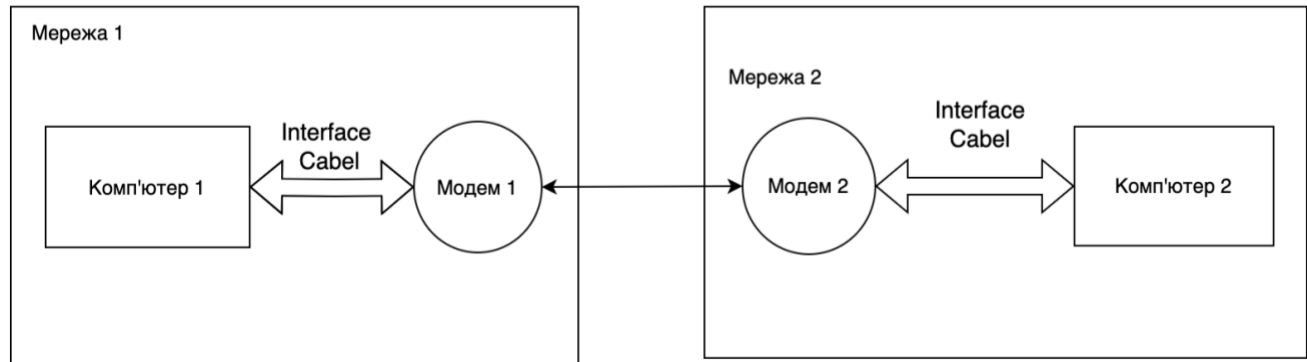 Мережа 1
Interface
Cabel
Комп'ютер 1
Модем 1
Мережа 2
Interface
Cabel
Модем 2
Комп'ютер 2